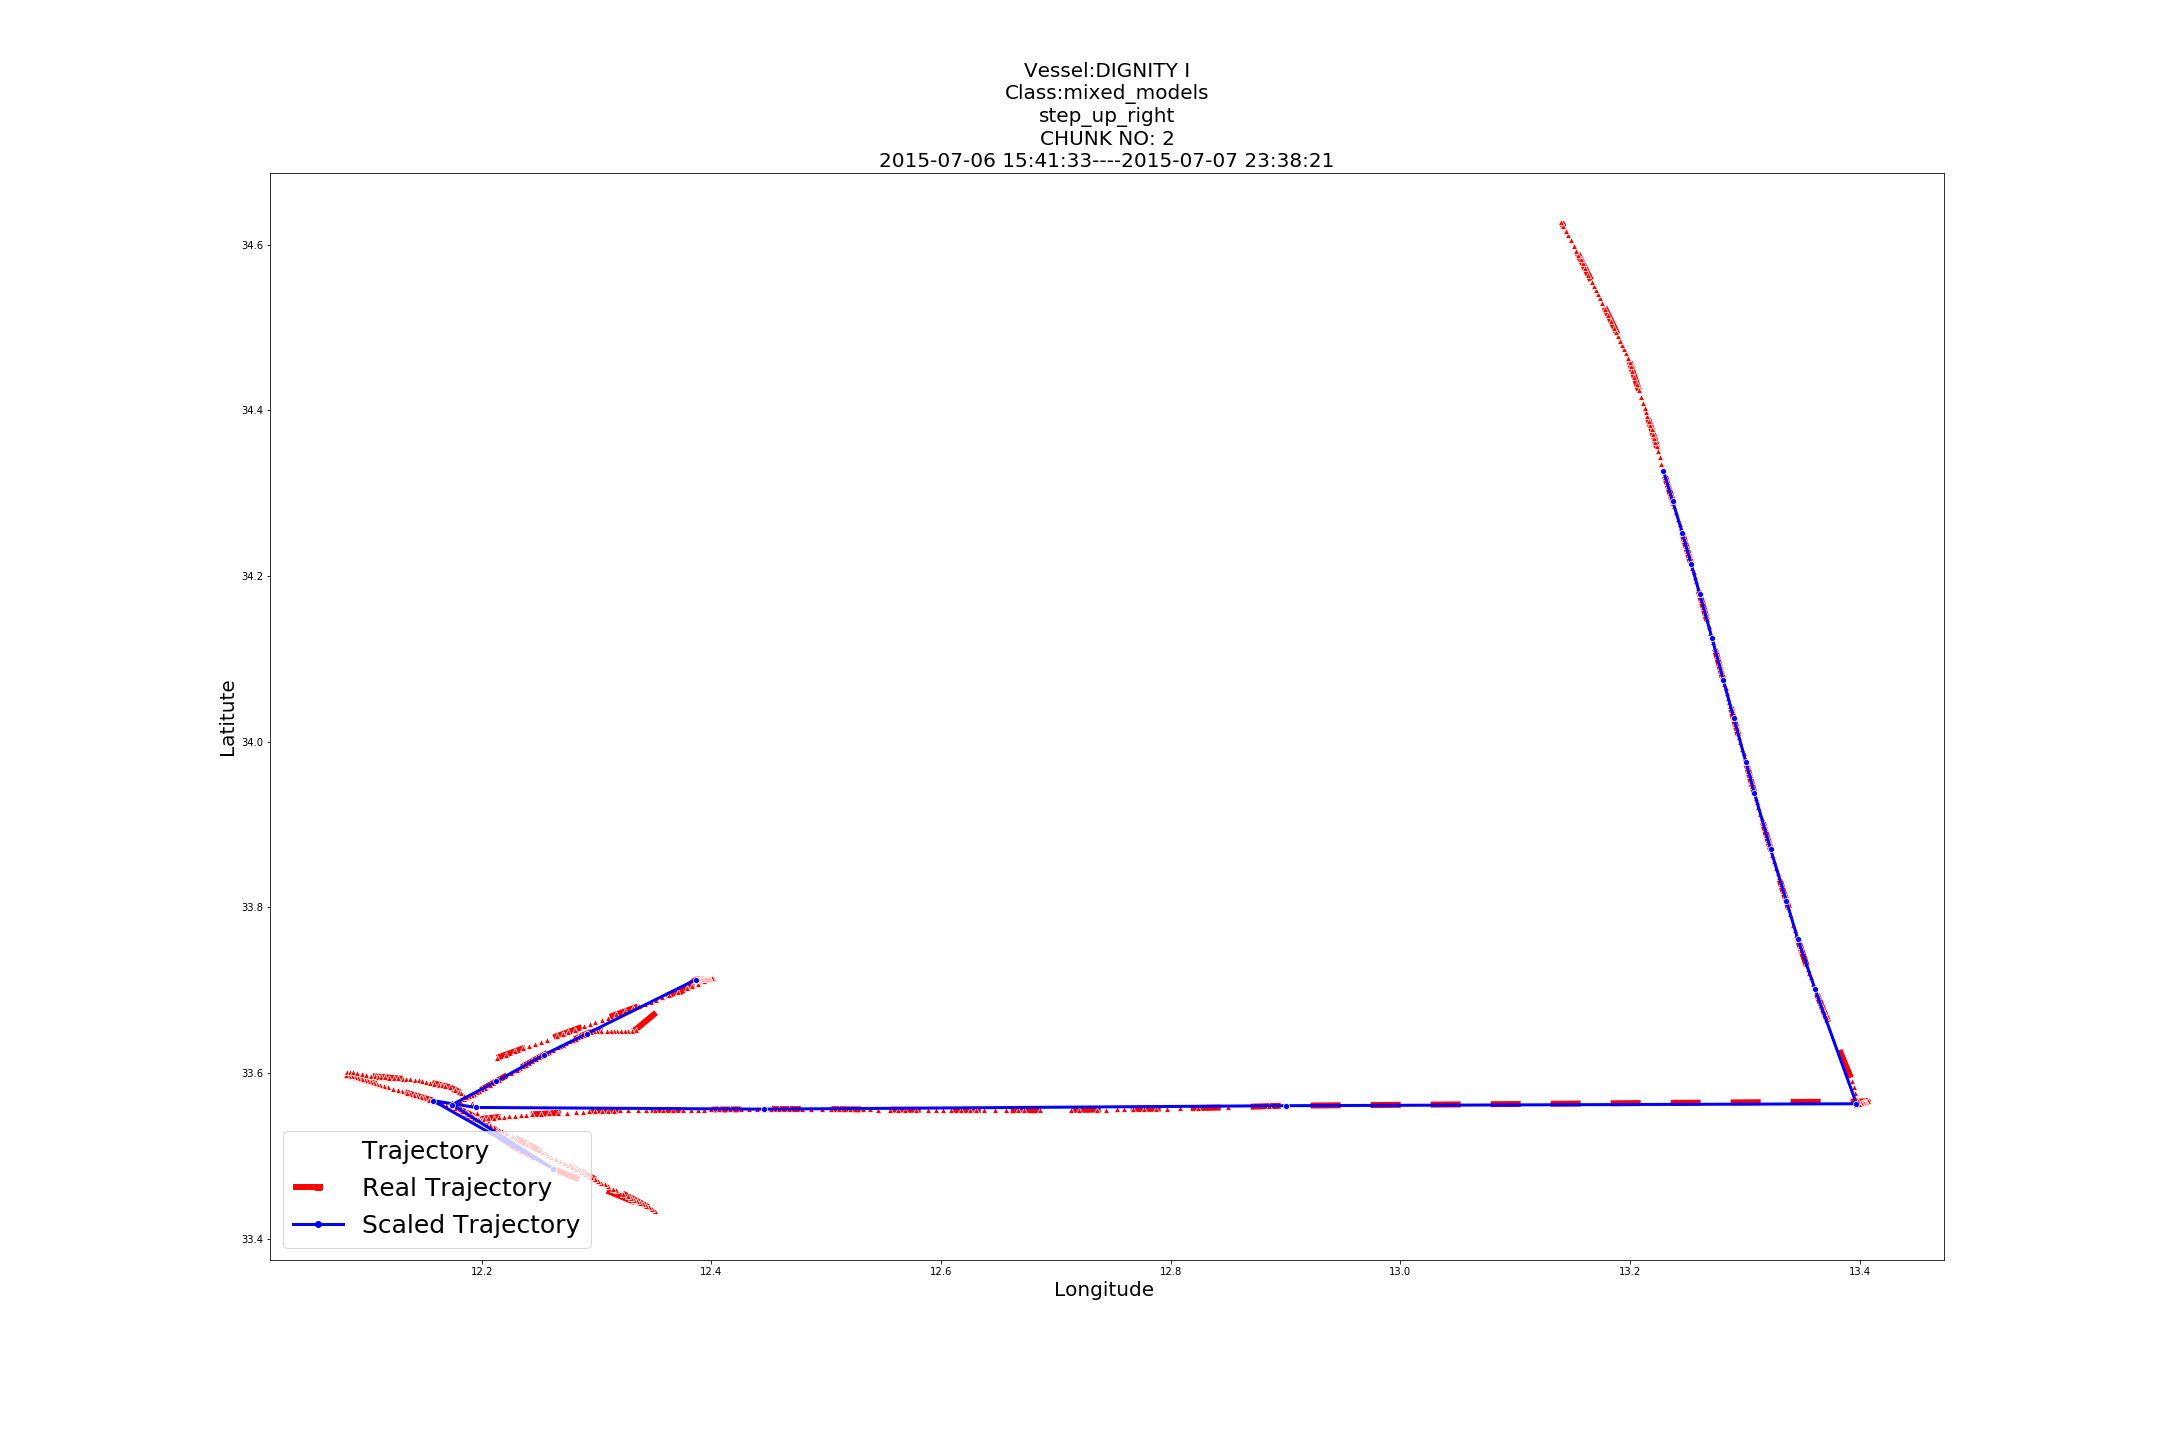 Vessel:DIGNITY I
Class:mixed_models
step_up_right
CHUNK NO: 2
2015-07-06 15:41:33----2015-07-07 23:38:21
Latitute
34.6
34.4
34.2
34.0
33.8
33.6
33.4
Trajectory
Real Trajectory
Scaled Trajectory
12.2 12.4 12.6 12.8 13.0 13.2 13.4
Longitude